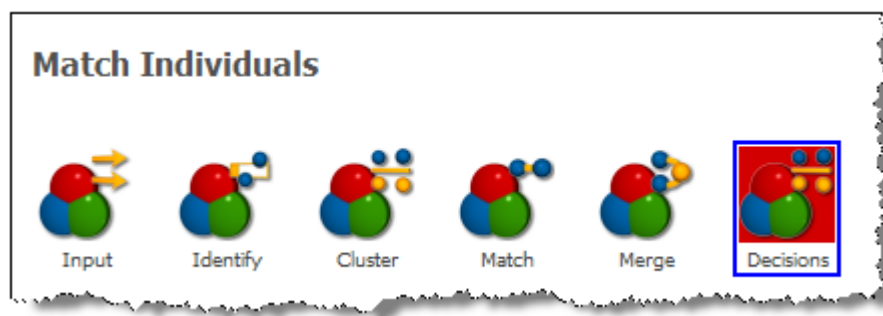 Match Individuals
Input Identify Cluster Match Merge Decisions